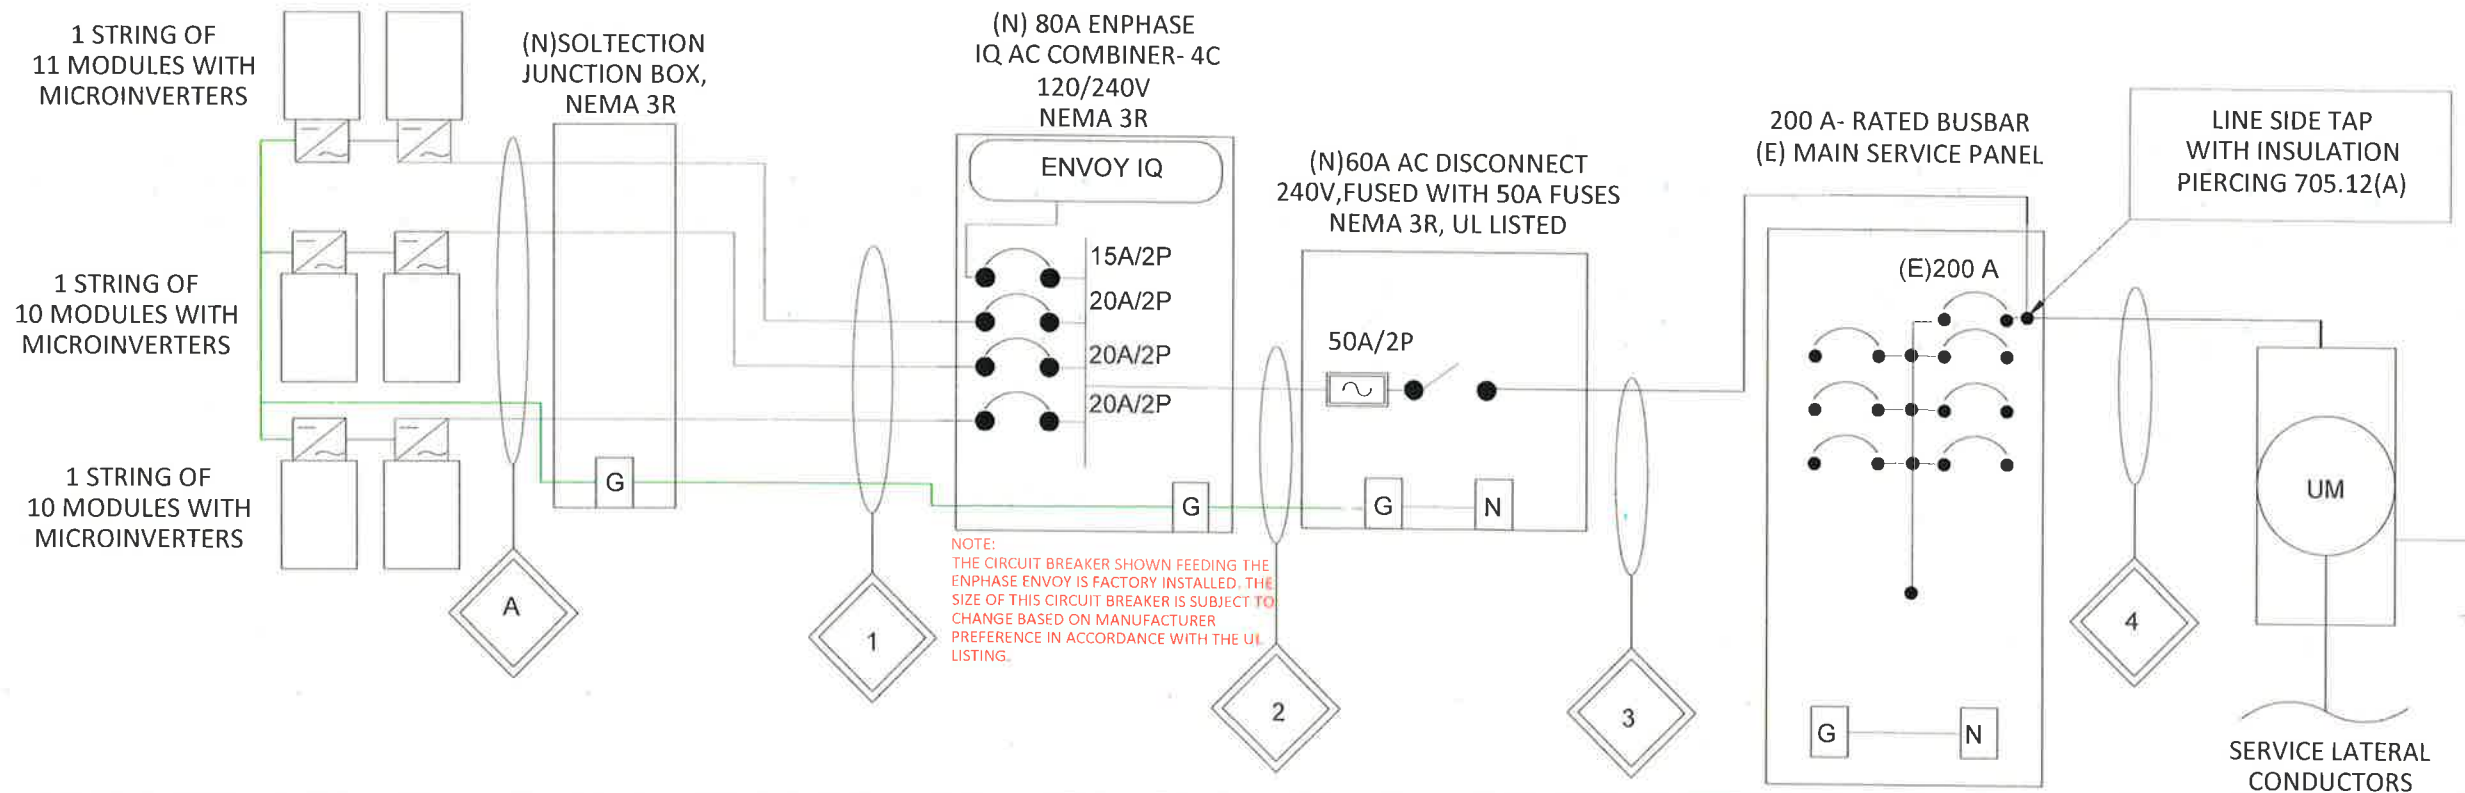 1 STRING OF
11 MODULES WITH
MICROINVERTERS
1 STRING OF
10 MODULES WITH
MICROINVERTERS
1 STRING OF
10 MODULES WITH
MICROINVERTERS
A
(N)SOLTECTION
JUNCTION BOX,
NEMA 3R
G
1
(N) 80A ENPHASE
IQ AC COMBINER- 4C
120/240V
NEMA 3R
ENVOY IQ
15A/2P
20A/2P
20A/2P
20A/2P
G
NOTE:
THE CIRCUIT BREAKER SHOWN FEEDING THE
ENPHASE ENVOY IS FACTORY INSTALLED. THE
SIZE OF THIS CIRCUIT BREAKER IS SUBJECT TO
CHANGE BASED ON MANUFACTURER
PREFERENCE IN ACCORDANCE WITH THE UL
LISTING.
2
(N)60A AC DISCONNECT
240V,FUSED WITH 50A FUSES
NEMA 3R, UL LISTED
50A/2P
G
N
3
200 A- RATED BUSBAR
(E) MAIN SERVICE PANEL
(E)200 A
G
N
LINE SIDE TAP
WITH INSULATION
PIERCING 705.12(A)
4
UM
SERVICE LATERAL
CONDUCTORS